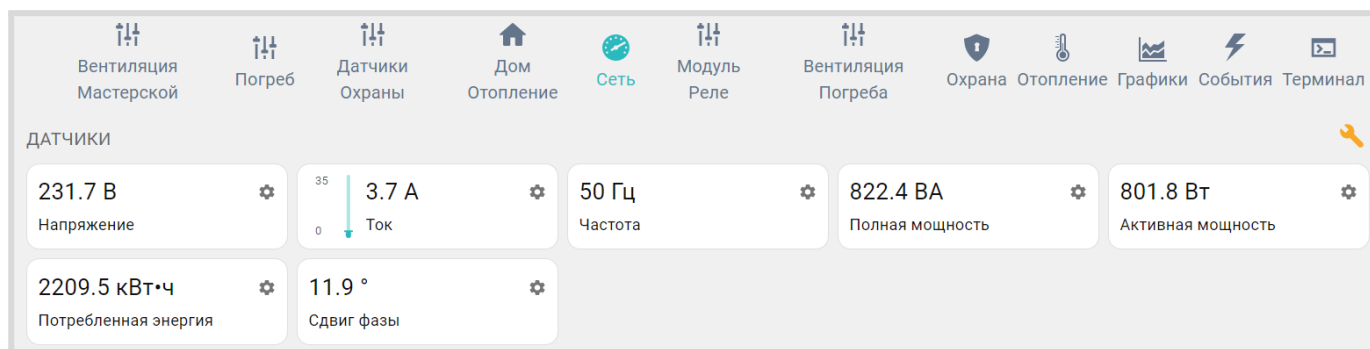 Вентиляция
Мастерской
Погреб
Датчики
Охраны
Дом
Отопление
Сеть
Модуль
Реле
Вентиляция
Погреба
Охрана
Отопление
Графики
События
Терминал
ДАТЧИКИ
231.7 В
Напряжение
35
0
3.7 А
Ток
50 Гц
Частота
822.4 ВА
Полная мощность
801.8 Вт
Активная мощность
2209.5 кВт•ч
Потребленная энергия
11.9 °
Сдвиг фазы